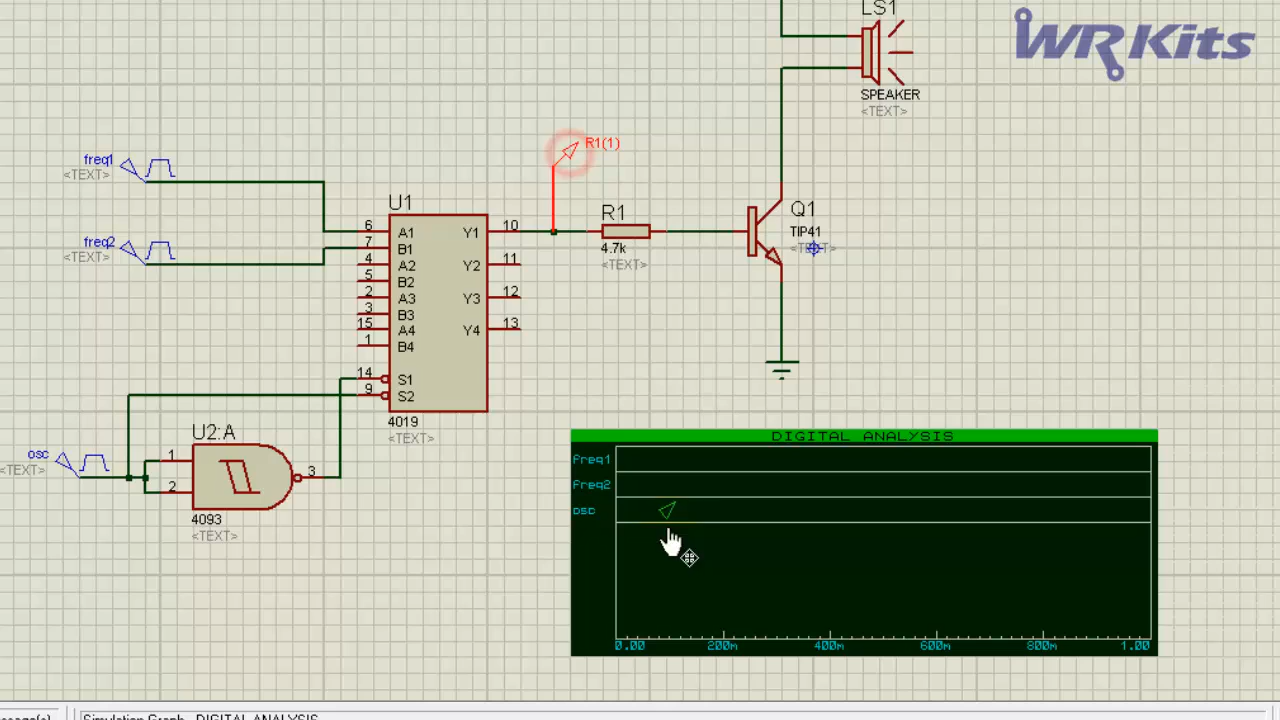 LS1
WR Kits
SPEAKER
<TEXT>
R1(1)
freq1
<TEXT>
U1
R1
Q1
6 A1 Y1 10
TIP41
4.7k
<TEXT>
<TEXT>
freq2
<TEXT>
7 B1
4 A2 Y2 11
5 B2
2 A3 Y3 12
3 B3
15 A4 Y4 13
1 B4
14 S1
9 S2
4019
<TEXT>
U2:A
osc
<TEXT>
1
2
3
4093
<TEXT>
DIGITAL ANALYSIS
freq1
freq2
osc
0.00 200m 400m 600m 800m 1.00
Simulation Graph - DIGITAL ANALYSIS